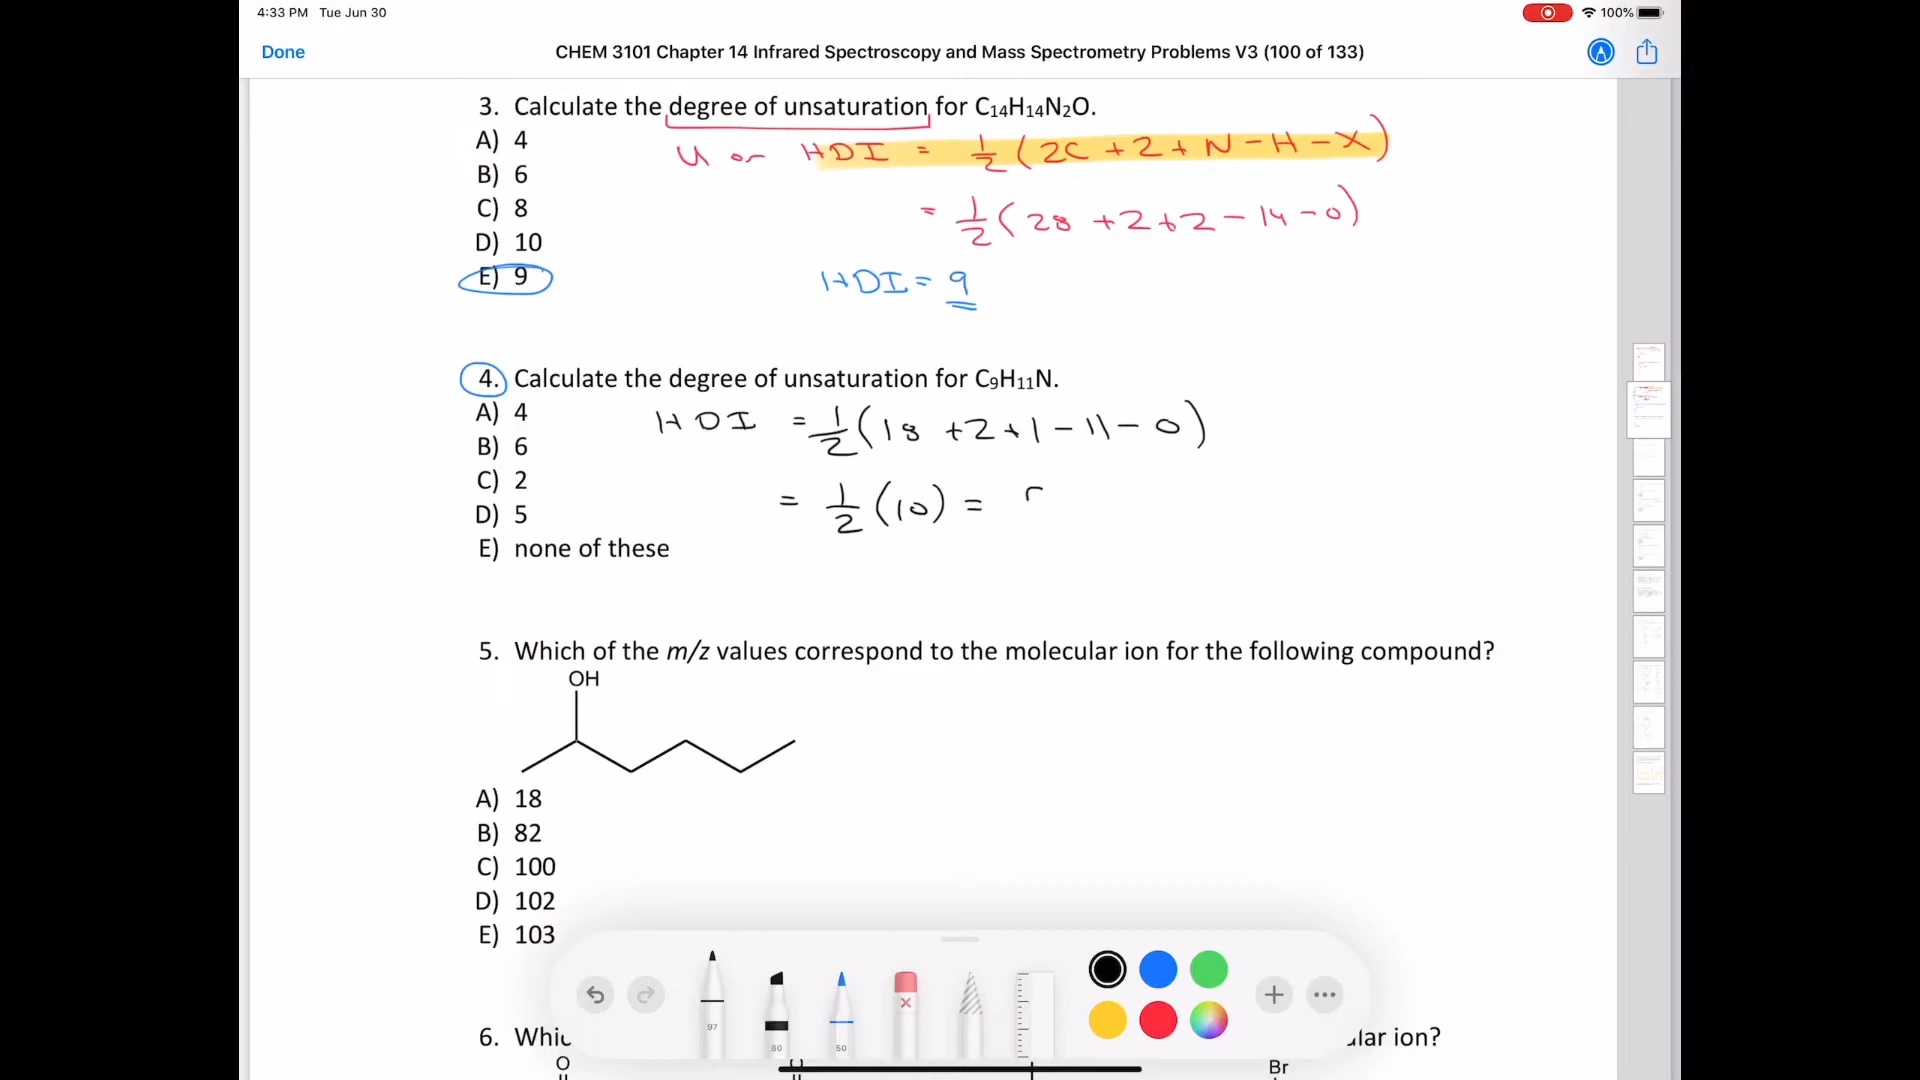 4:33 PM Tue Jun 30
100%
Done
CHEM 3101 Chapter 14 Infrared Spectroscopy and Mass Spectrometry Problems V3 (100 of 133)
3. Calculate the degree of unsaturation for C₁₄H₁₄N₂O.
A) 4
U or HDI = 1/2 (2C + 2 + N - H - X)
B) 6
C) 8
= 1/2 (28 + 2 + 2 - 14 - 0)
D) 10
E) 9
HDI = 9
4. Calculate the degree of unsaturation for C₉H₁₁N.
A) 4
HDI = 1/2 (18 + 2 + 1 - 11 - 0)
B) 6
C) 2
= 1/2 (10) =
D) 5
E) none of these
5. Which of the m/z values correspond to the molecular ion for the following compound?
OH
A) 18
B) 82
C) 100
D) 102
E) 103
97
80
50
6. ion?
O
O
Br